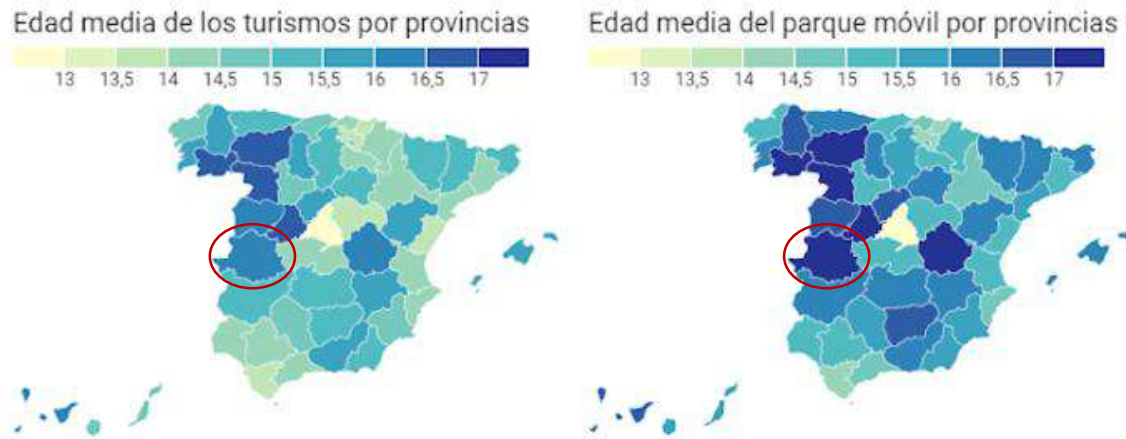 Edad media de los turismos por provincias
13 13,5 14 14,5 15 15,5 16 16,5 17
Edad media del parque móvil por provincias
13 13,5 14 14,5 15 15,5 16 16,5 17